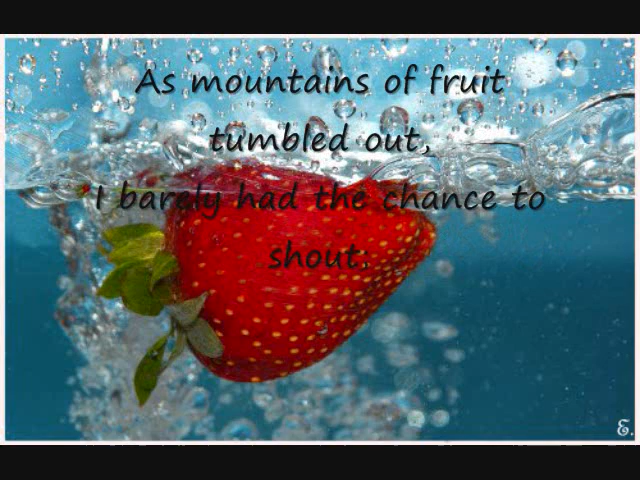 As mountains of fruit
tumbled out,
I barely had the chance to
shout:
E.